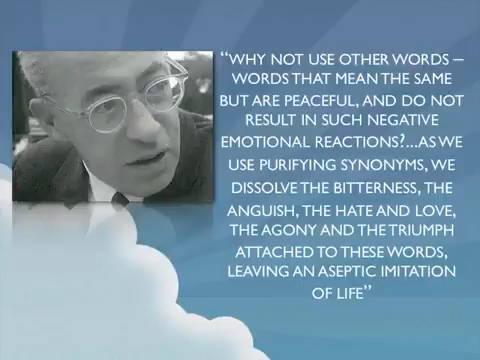 “WHY NOT USE OTHER WORDS –
WORDS THAT MEAN THE SAME
BUT ARE PEACEFUL, AND DO NOT
RESULT IN SUCH NEGATIVE
EMOTIONAL REACTIONS?...AS WE
USE PURIFYING SYNONYMS, WE
DISSOLVE THE BITTERNESS, THE
ANGUISH, THE HATE AND LOVE,
THE AGONY AND THE TRIUMPH
ATTACHED TO THESE WORDS,
LEAVING AN ASEPTIC IMITATION
OF LIFE”